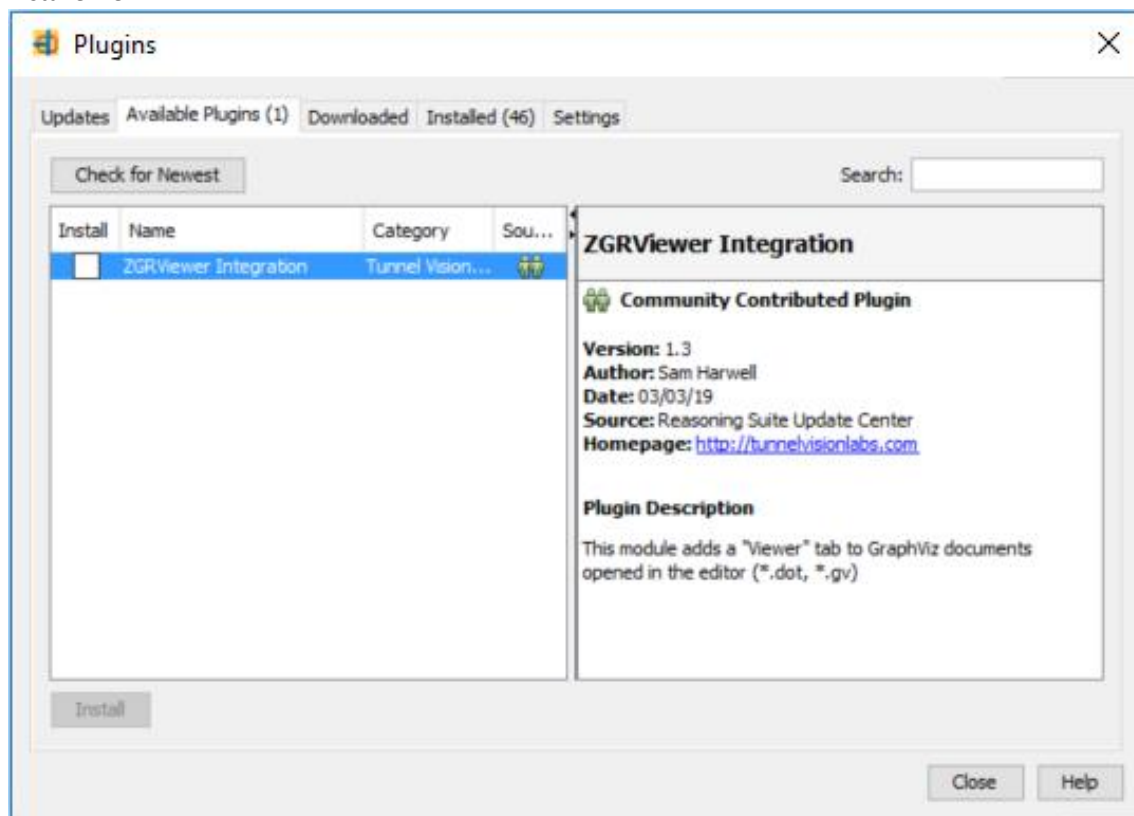 Plugins
Updates Available Plugins (1) Downloaded Installed (46) Settings
Check for Newest Search:
Install Name Category Sou...
ZGRViewer Integration Tunnel Vision...
ZGRViewer Integration
Community Contributed Plugin
Version: 1.3
Author: Sam Harwell
Date: 03/03/19
Source: Reasoning Suite Update Center
Homepage: http://tunnelvisionlabs.com
Plugin Description
This module adds a "Viewer" tab to GraphViz documents
opened in the editor (*.dot, *.gv)
Install
Close Help